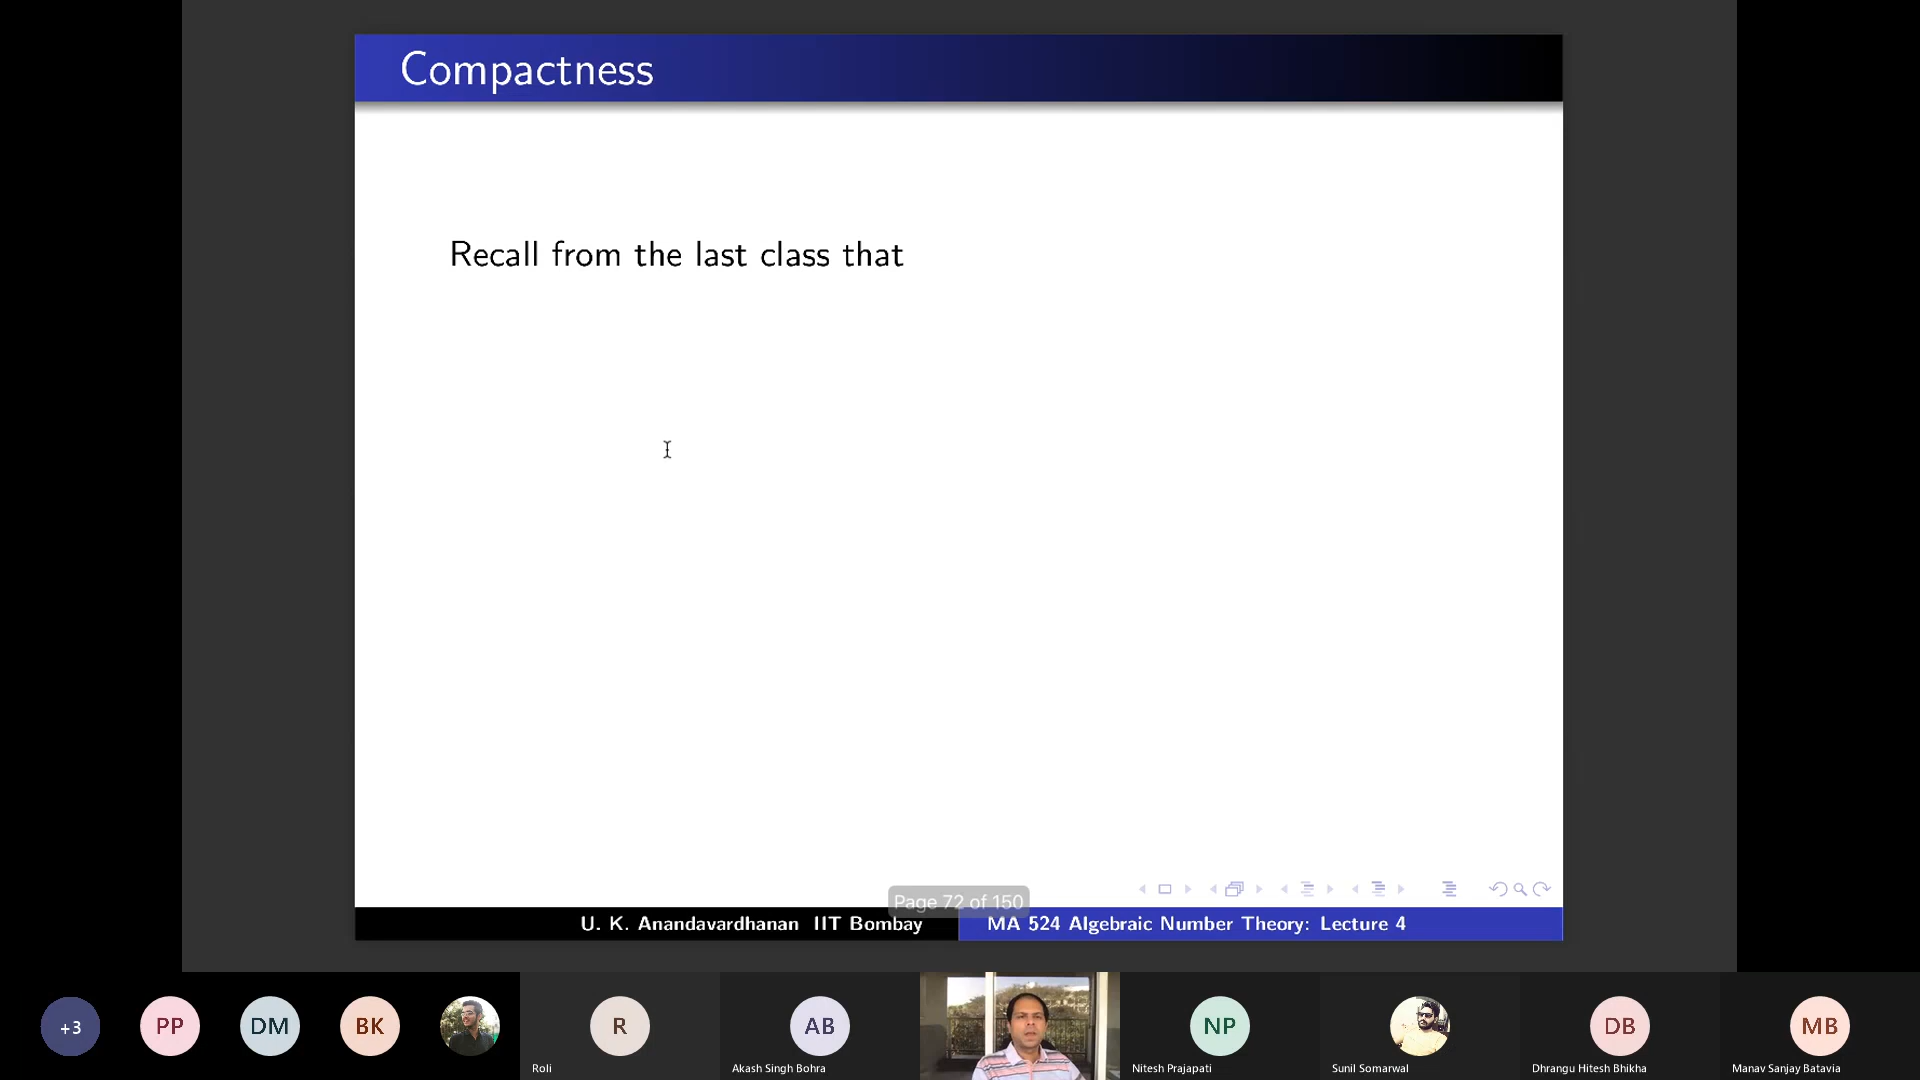 Compactness
Recall from the last class that
Page 72 of 150
U. K. Anandavardhanan IIT Bombay
MA 524 Algebraic Number Theory: Lecture 4
+3
PP
DM
BK
R
Roli
AB
Akash Singh Bohra
NP
Nitesh Prajapati
Sunil Somarwal
DB
Dhrangu Hitesh Bhikha
MB
Manav Sanjay Batavia